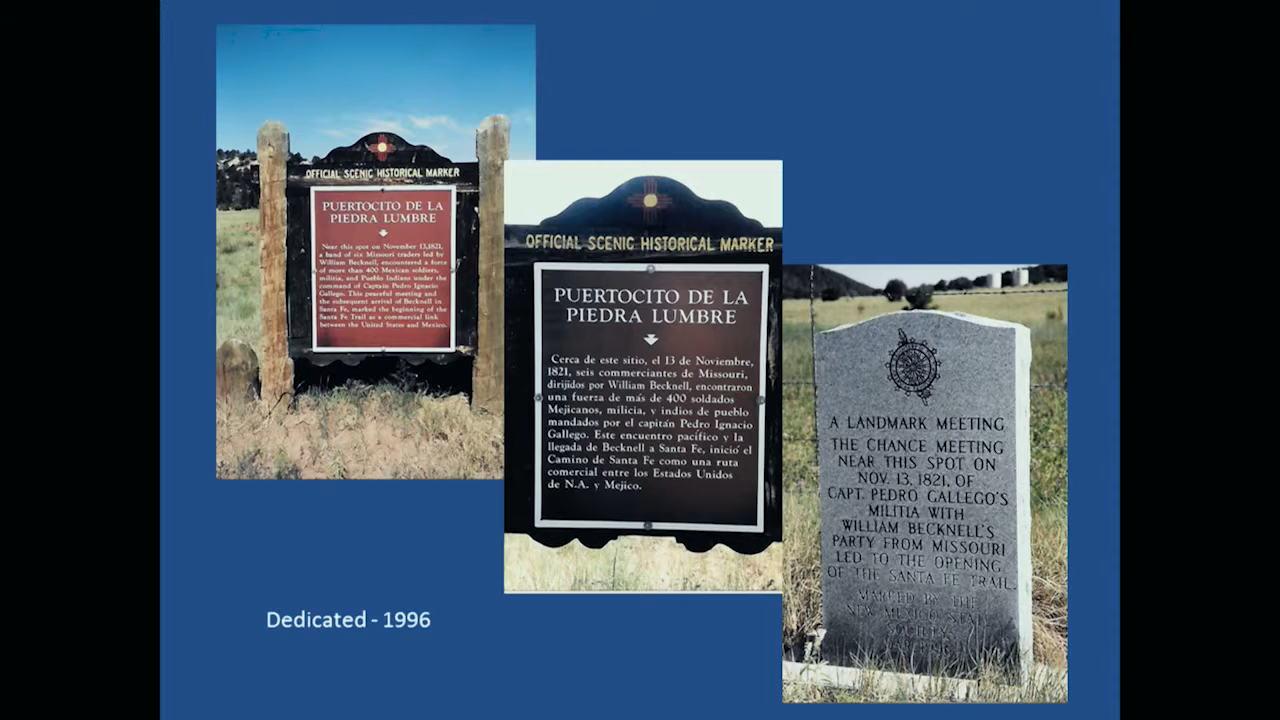 OFFICIAL SCENIC HISTORICAL MARKER
PUERTOCITO DE LA
PIEDRA LUMBRE
Near this spot on November 13,1821,
a band of six Missouri traders led by
William Becknell, encountered a force
of more than 400 Mexican soldiers,
militia, and Pueblo Indians under the
command of Captain Pedro Ignacio
Gallego. This peaceful meeting and
the subsequent arrival of Becknell in
Santa Fe, marked the beginning of the
Santa Fe Trail as a commercial link
between the United States and Mexico.
OFFICIAL SCENIC HISTORICAL MARKER
PUERTOCITO DE LA
PIEDRA LUMBRE
Cerca de este sitio, el 13 de Noviembre,
1821, seis commerciantes de Missouri,
dirijidos por William Becknell, encontraron
una fuerza de más de 400 soldados
Mejicanos, milicia, y indios de pueblo
mandados por el capitán Pedro Ignacio
Gallego. Este encuentro pacífico y la
llegada de Becknell a Santa Fe, inició el
Camino de Santa Fe como una ruta
comercial entre los Estados Unidos
de N.A. y Mejico.
A LANDMARK MEETING
THE CHANCE MEETING
NEAR THIS SPOT ON
NOV. 13, 1821, OF
CAPT. PEDRO GALLEGO'S
MILITIA WITH
WILLIAM BECKNELL'S
PARTY FROM MISSOURI
LED TO THE OPENING
OF THE SANTA FE TRAIL.
MARKED BY THE
NEW MEXICO STATE
SOCIETY
Dedicated - 1996